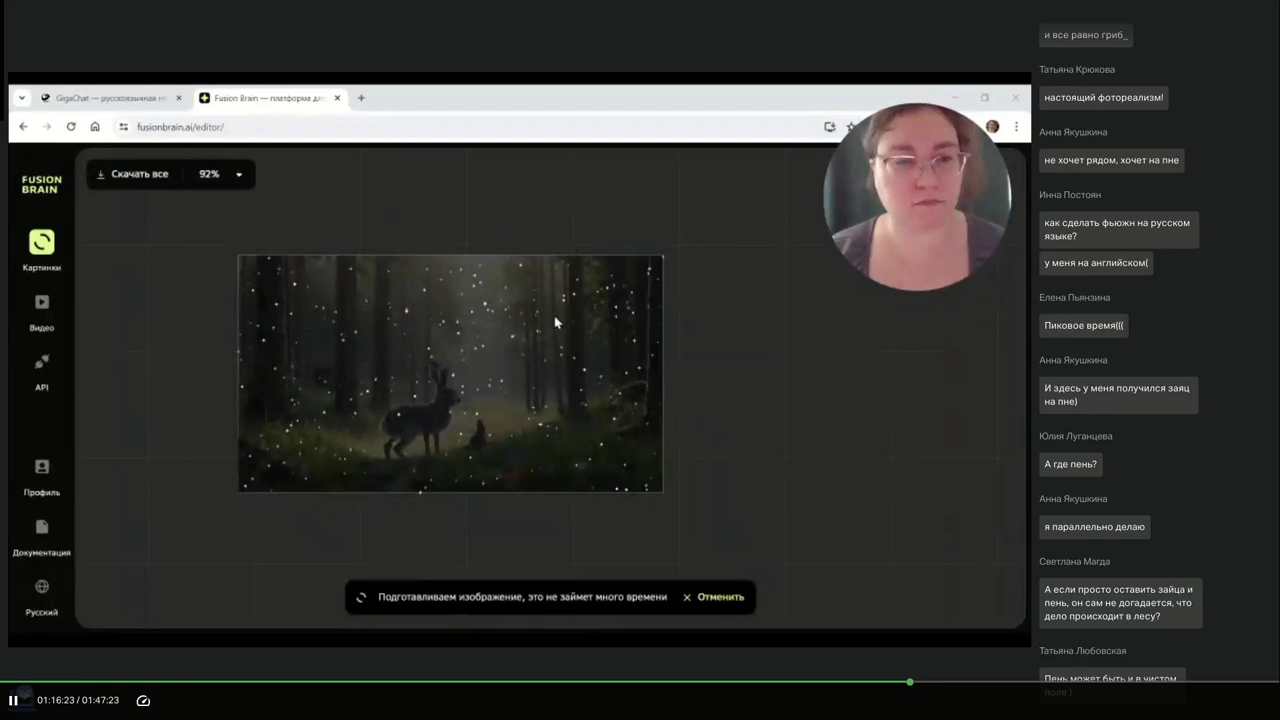 GigaChat — русскоязычная не
Fusion Brain — платформа для
fusionbrain.ai/editor/
FUSION
BRAIN
Скачать все
92%
Картинки
Видео
API
Профиль
Документация
Русский
Подготавливаем изображение, это не займет много времени
Отменить
и все равно гриб_
Татьяна Крюкова
настоящий фотореализм!
Анна Якушкина
не хочет рядом, хочет на пне
Инна Постоян
как сделать фьюжн на русском
языке?
у меня на английском(
Елена Пьянзина
Пиковое время(((
Анна Якушкина
И здесь у меня получился заяц
на пне)
Юлия Луганцева
А где пень?
Анна Якушкина
я параллельно делаю
Светлана Магда
А если просто оставить зайца и
пень, он сам не догадается, что
дело происходит в лесу?
Татьяна Любовская
Пень может быть и в чистом
поле )
01:16:23 / 01:47:23